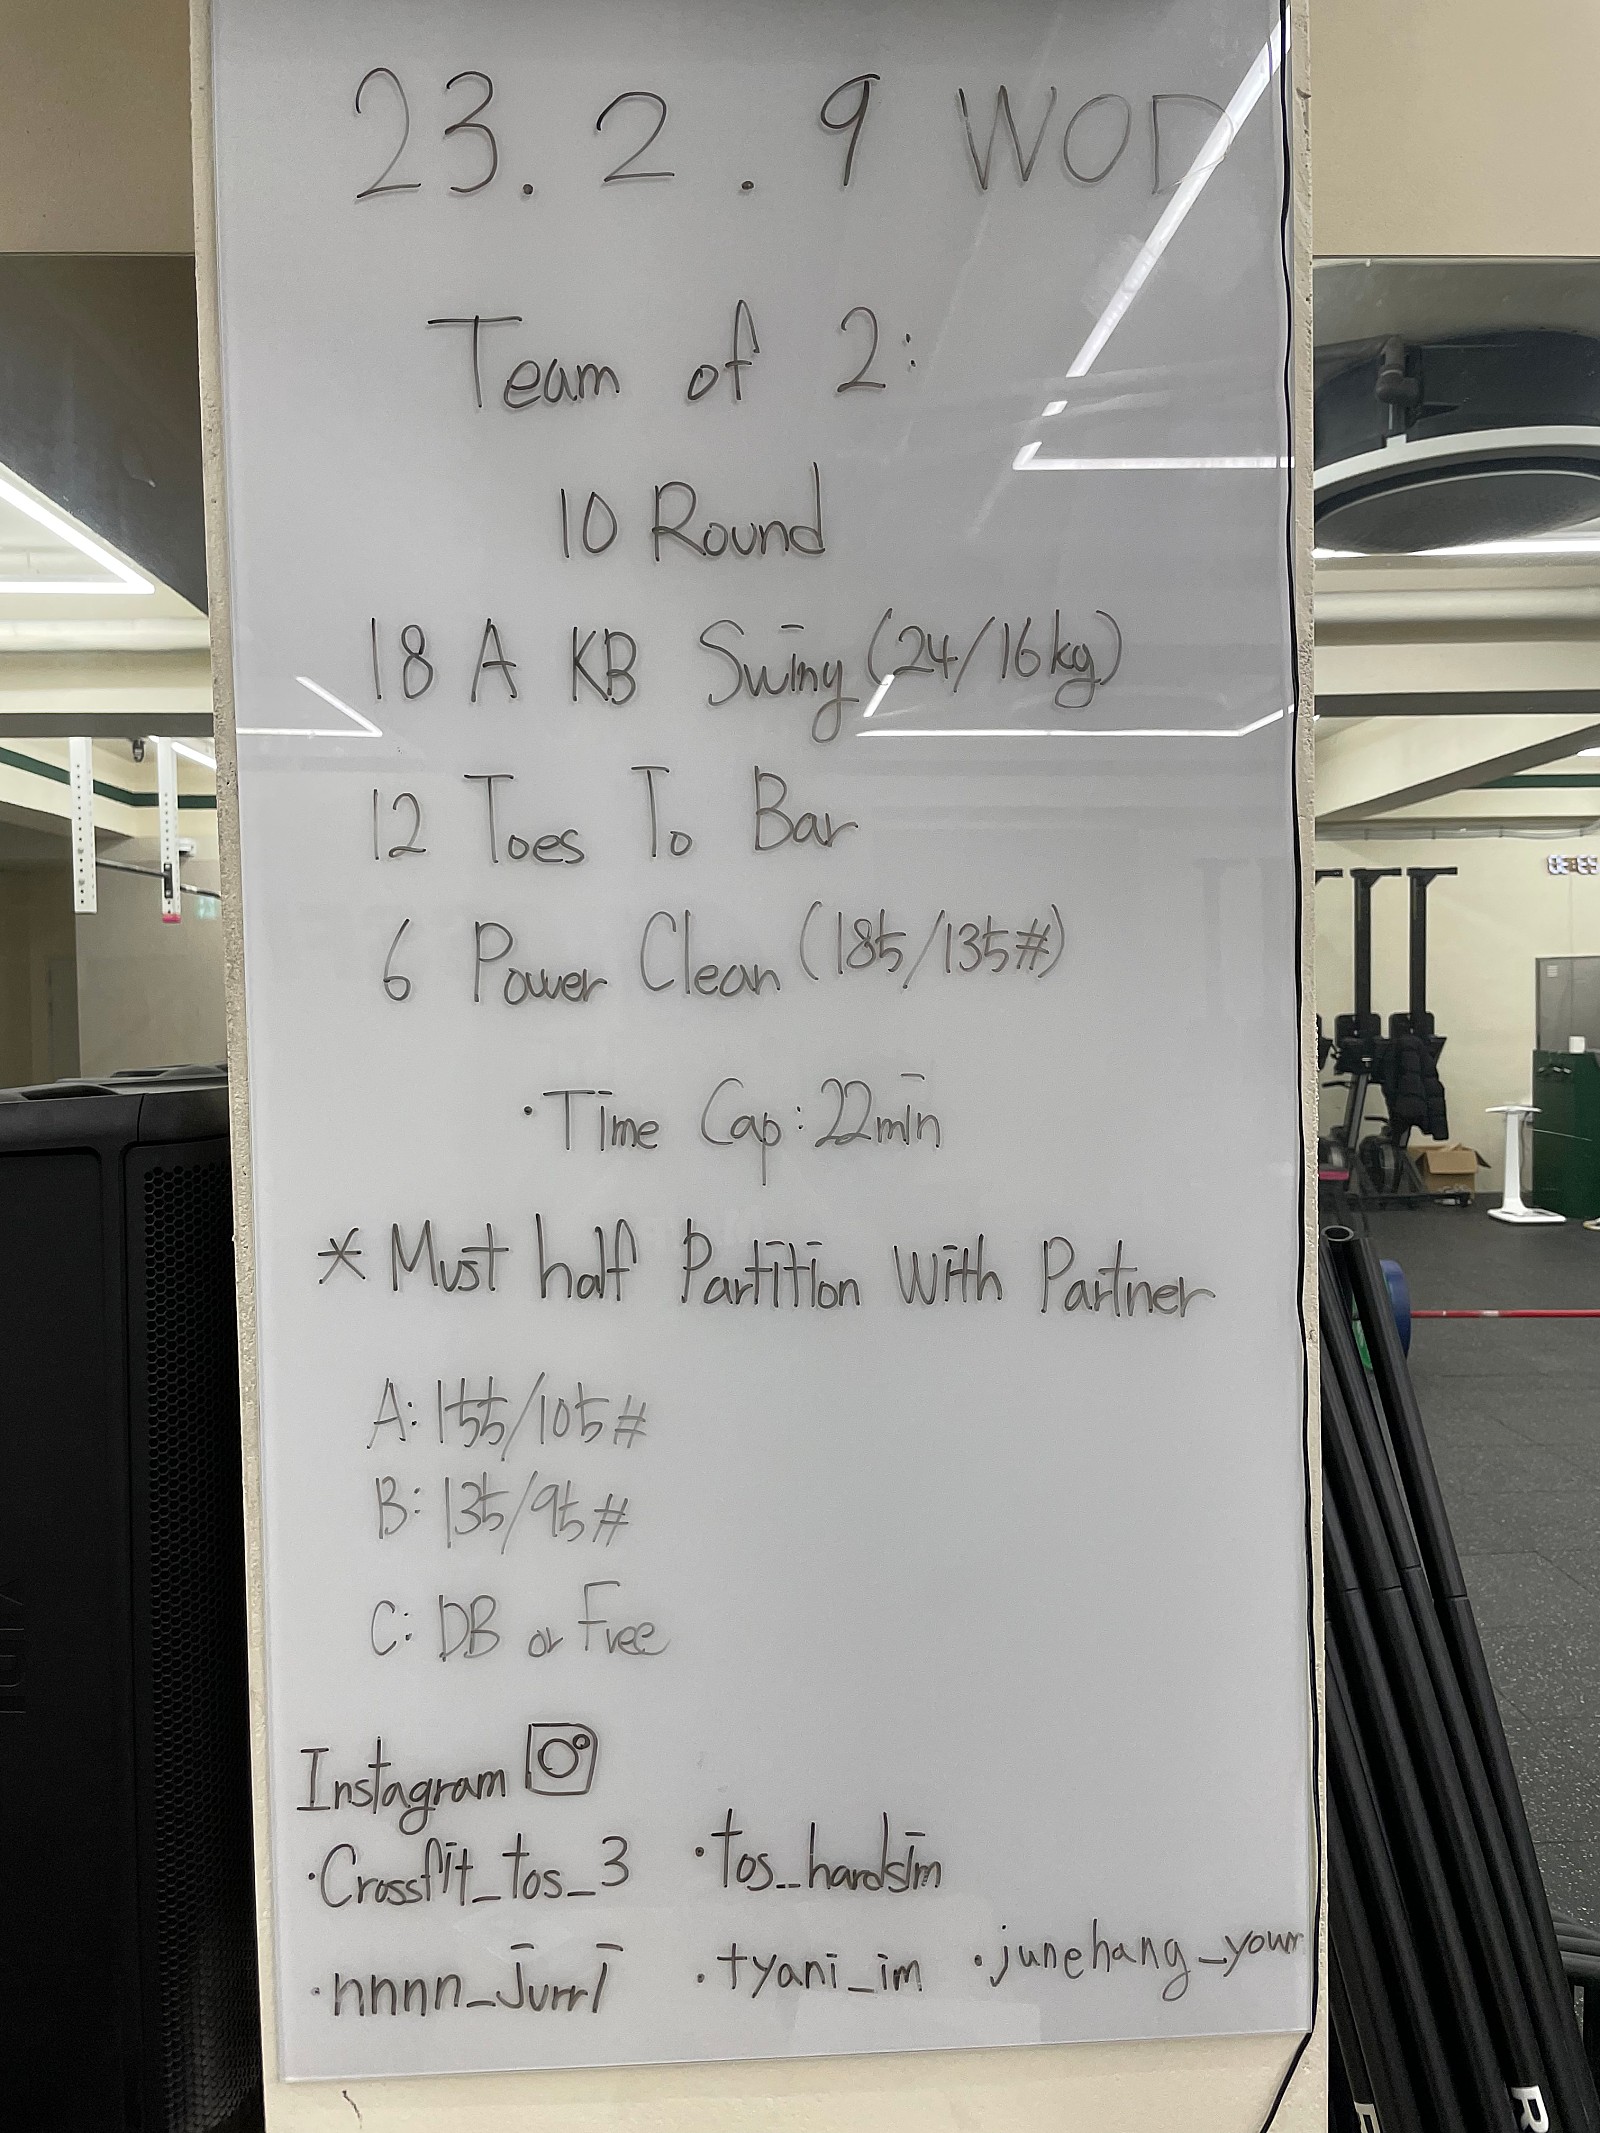 23. 2. 9 WOD
Team of 2:
10 Round
18 A KB Swing (24/16kg)
12 Toes To Bar
6 Power Clean (185/135#)
· Time Cap: 22min
* Must half Partition With Partner
A: 155/105#
B: 135/95#
C: DB or Free
Instagram
· Crossfit_tos_3 · tos_hardsim
· nnnn_jurri · tyani_im · junehang_youn
R